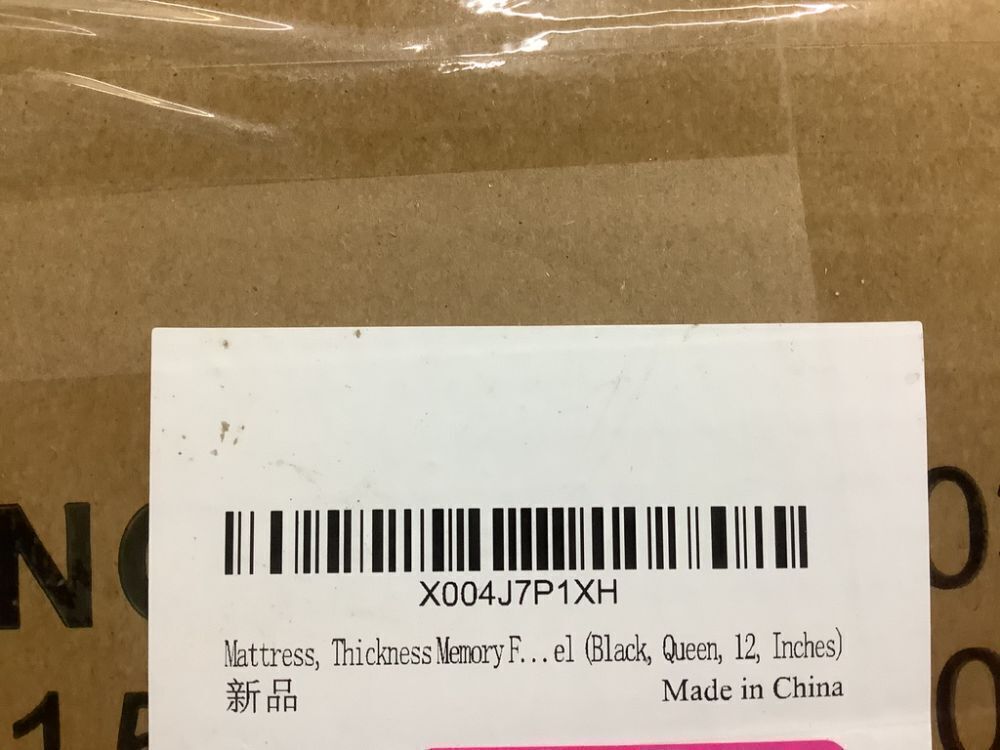 X004J7P1XH
Mattress, Thickness Memory F...el (Black, Queen, 12, Inches)
新品
Made in China